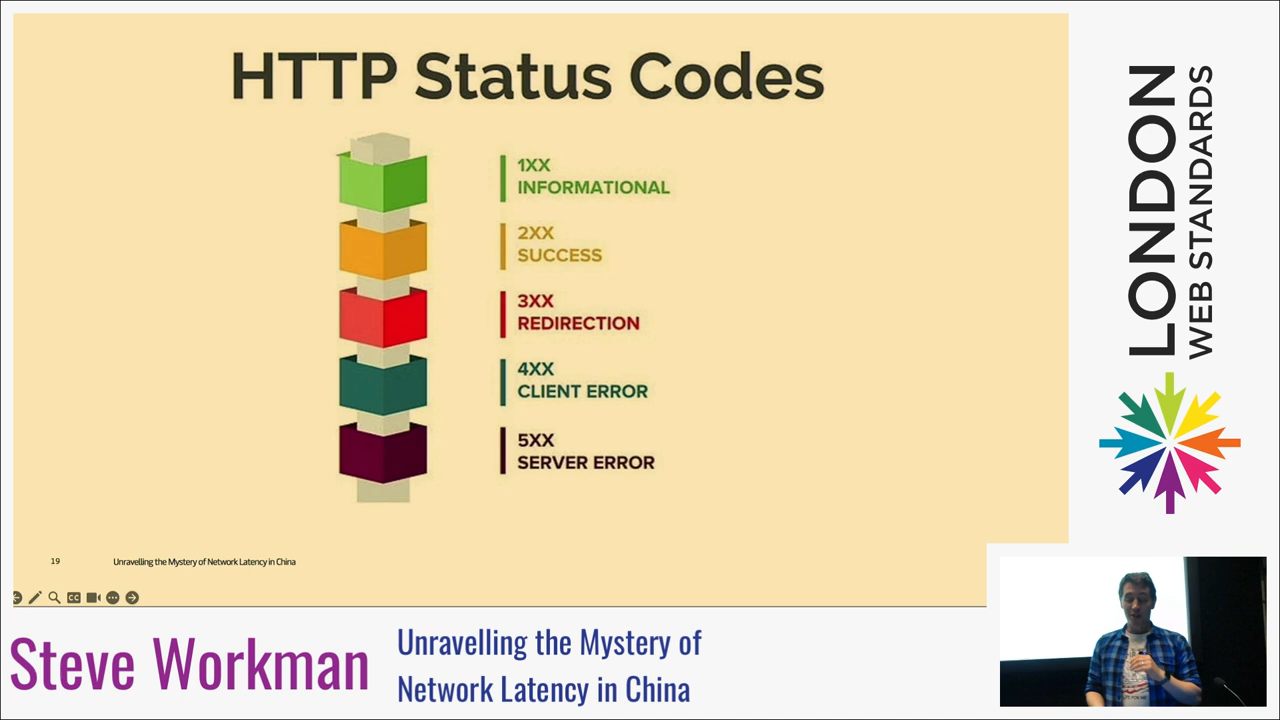 HTTP Status Codes
1XX
INFORMATIONAL
2XX
SUCCESS
3XX
REDIRECTION
4XX
CLIENT ERROR
5XX
SERVER ERROR
19
Unravelling the Mystery of Network Latency in China
CC
LONDON
WEB STANDARDS
Steve Workman
Unravelling the Mystery of
Network Latency in China